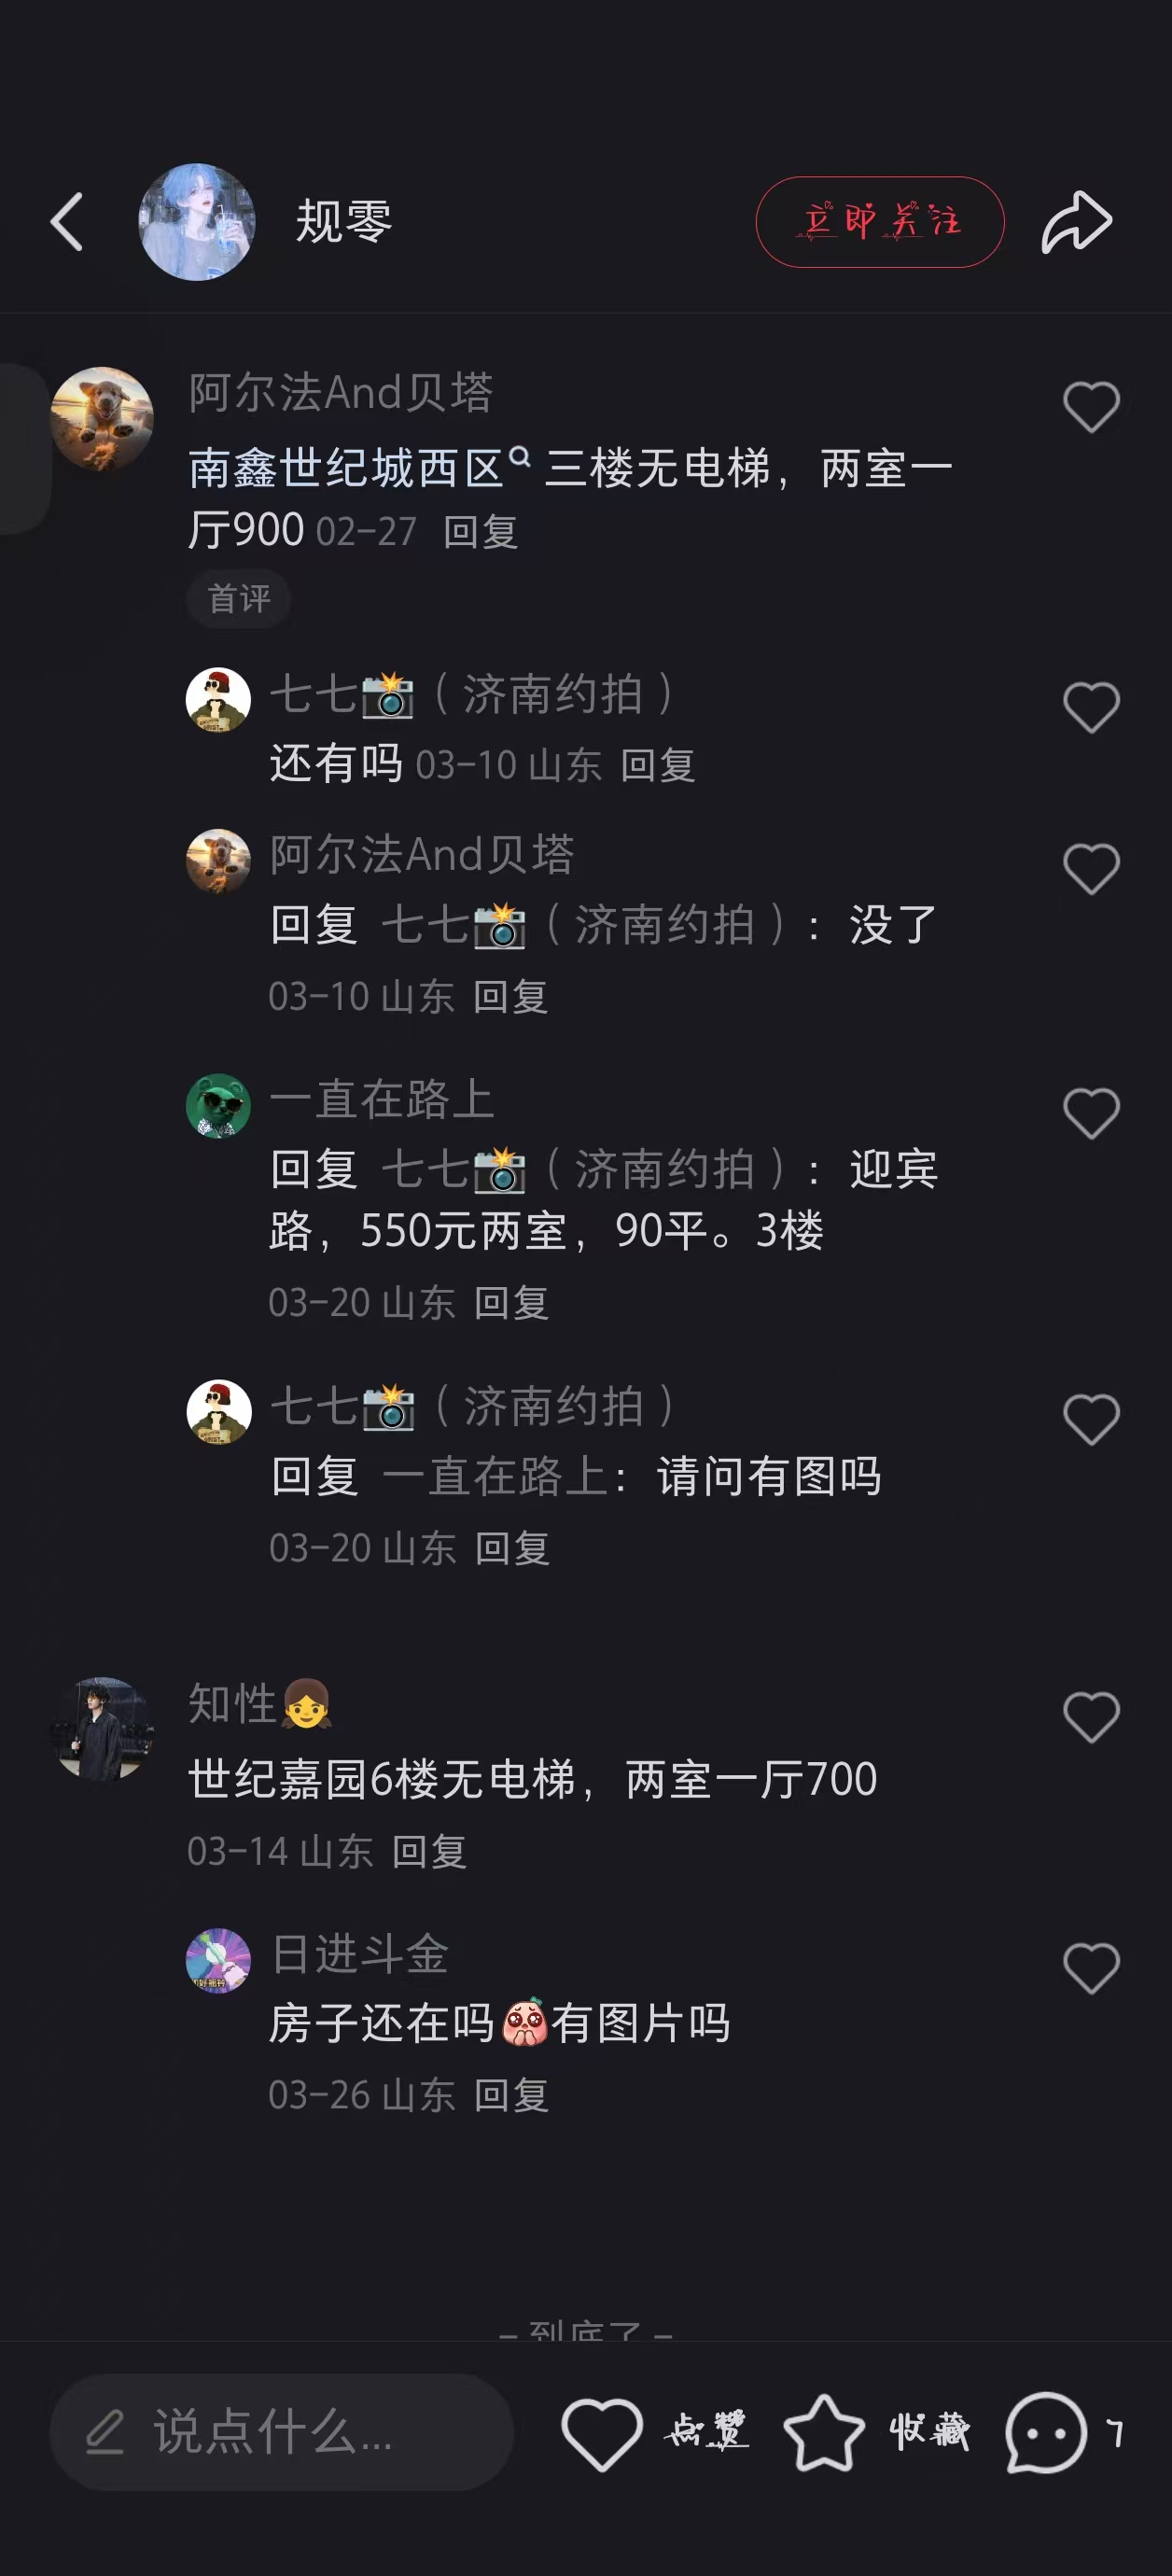 规零
立即关注
阿尔法And贝塔
南鑫世纪城西区 三楼无电梯，两室一
厅900 02-27 回复
首评
七七📸（济南约拍）
还有吗 03-10 山东 回复
阿尔法And贝塔
回复 七七📸（济南约拍）：没了
03-10 山东 回复
一直在路上
回复 七七📸（济南约拍）：迎宾
路，550元两室，90平。3楼
03-20 山东 回复
七七📸（济南约拍）
回复 一直在路上：请问有图吗
03-20 山东 回复
知性👧
世纪嘉园6楼无电梯，两室一厅700
03-14 山东 回复
日进斗金
房子还在吗有图片吗
03-26 山东 回复
- 到底了 -
说点什么...
点赞
收藏
7